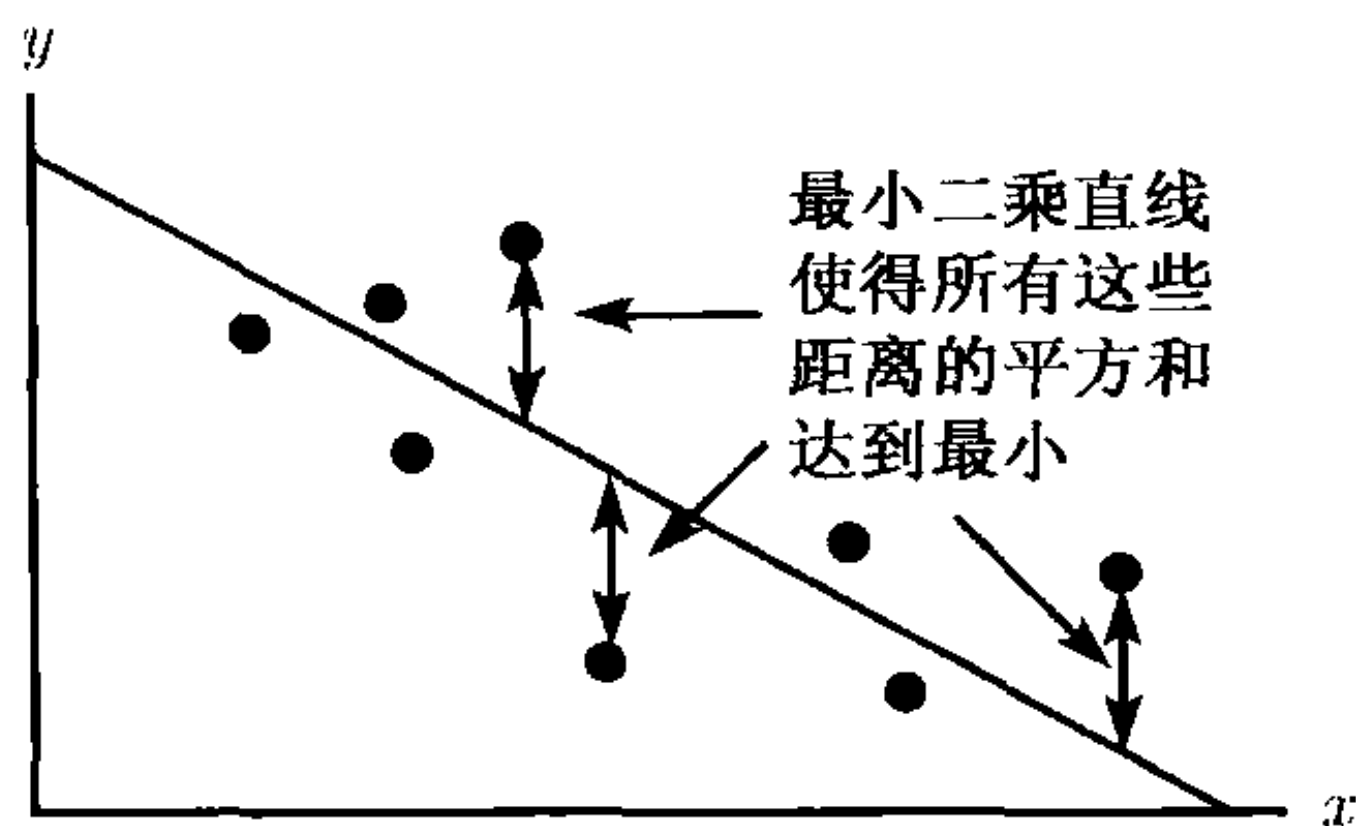 y
最小二乘直线
使得所有这些
距离的平方和
达到最小
x